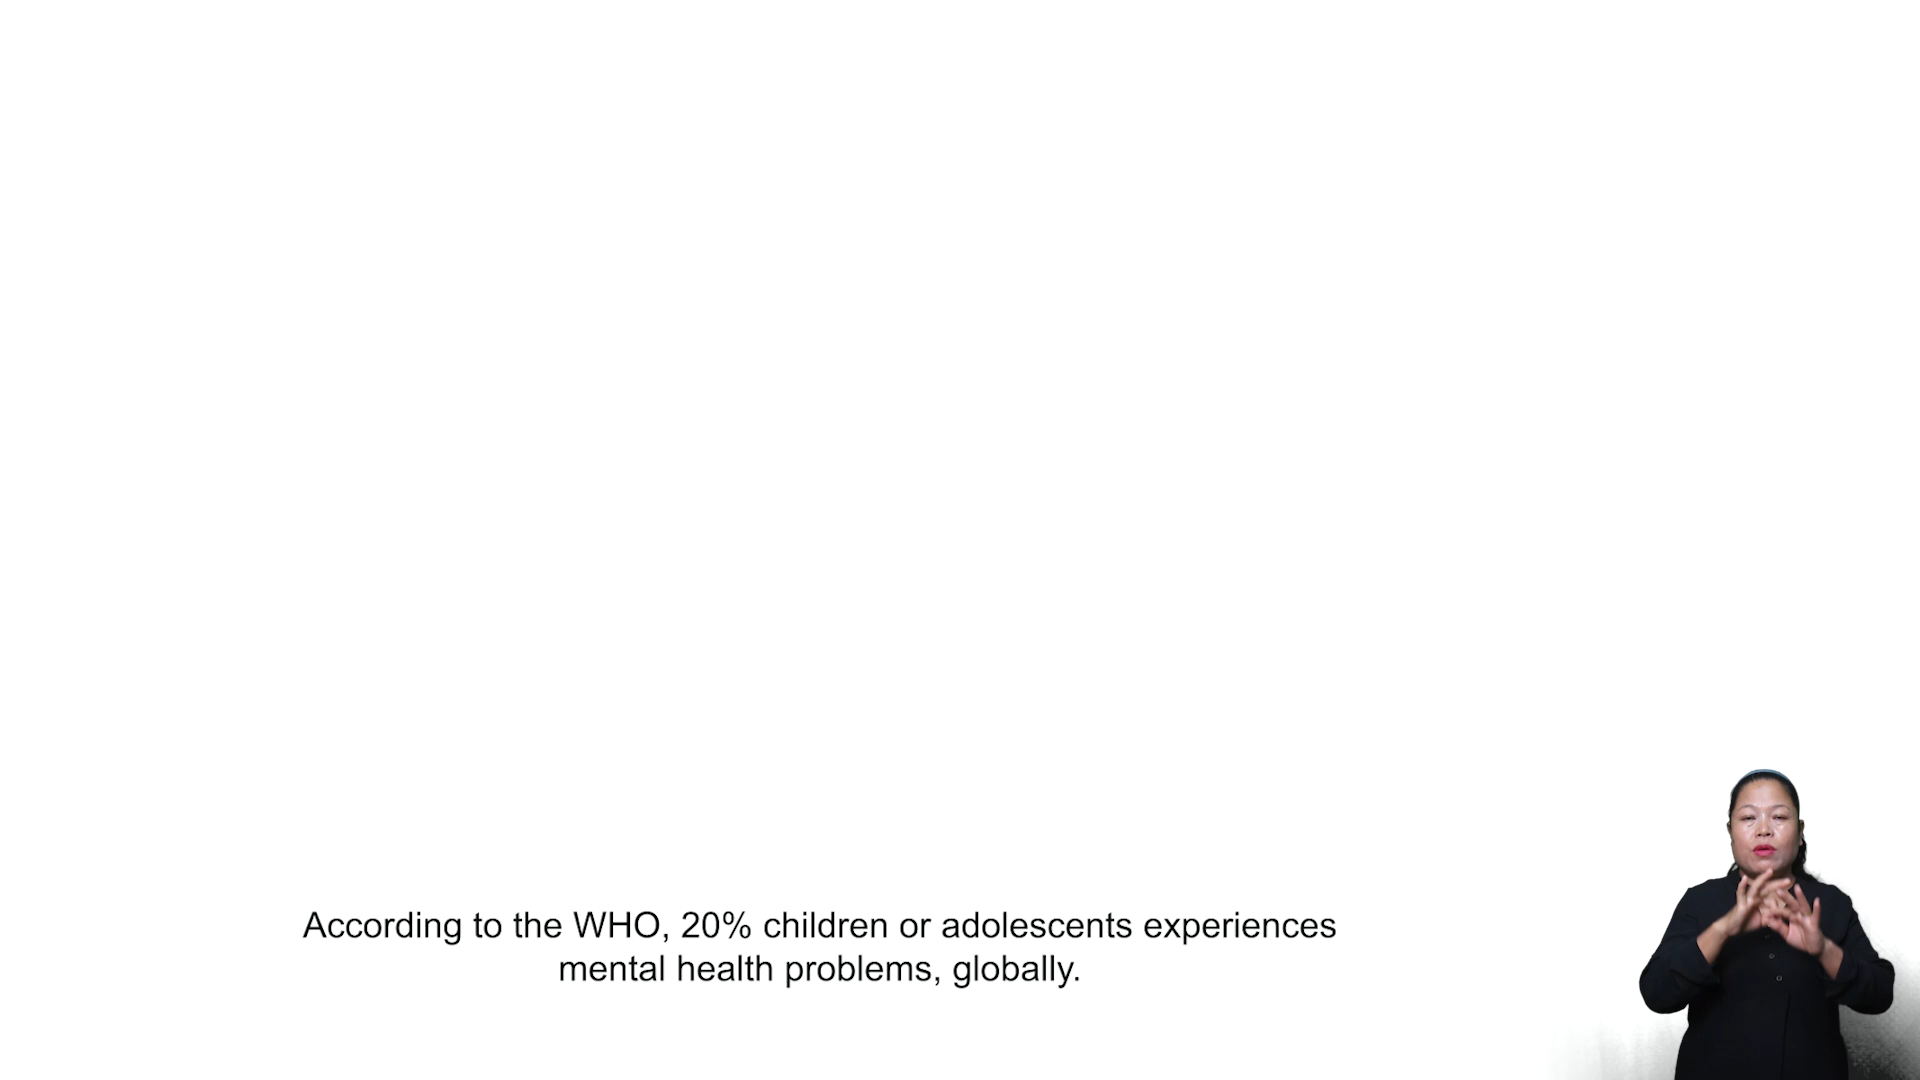 According to the WHO, 20% children or adolescents experiences
mental health problems, globally.